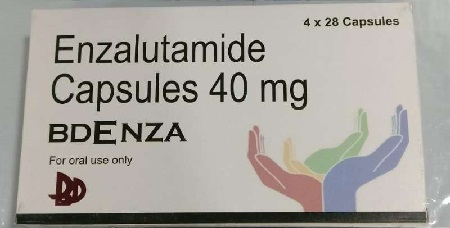 4 x 28 Capsules
Enzalutamide
Capsules 40 mg
BDENZA
For oral use only